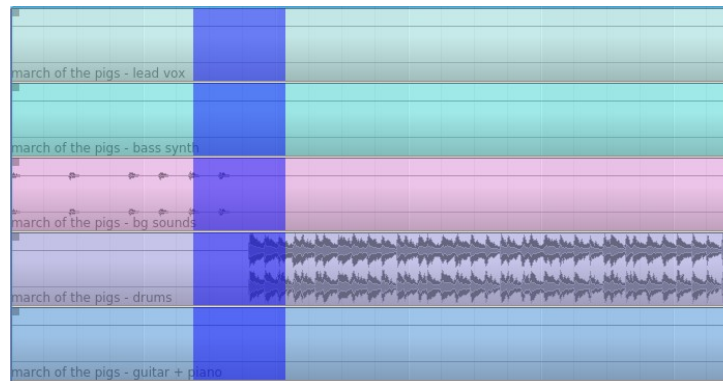 march of the pigs - lead vox
march of the pigs - bass synth
march of the pigs - bg sounds
march of the pigs - drums
march of the pigs - guitar + piano